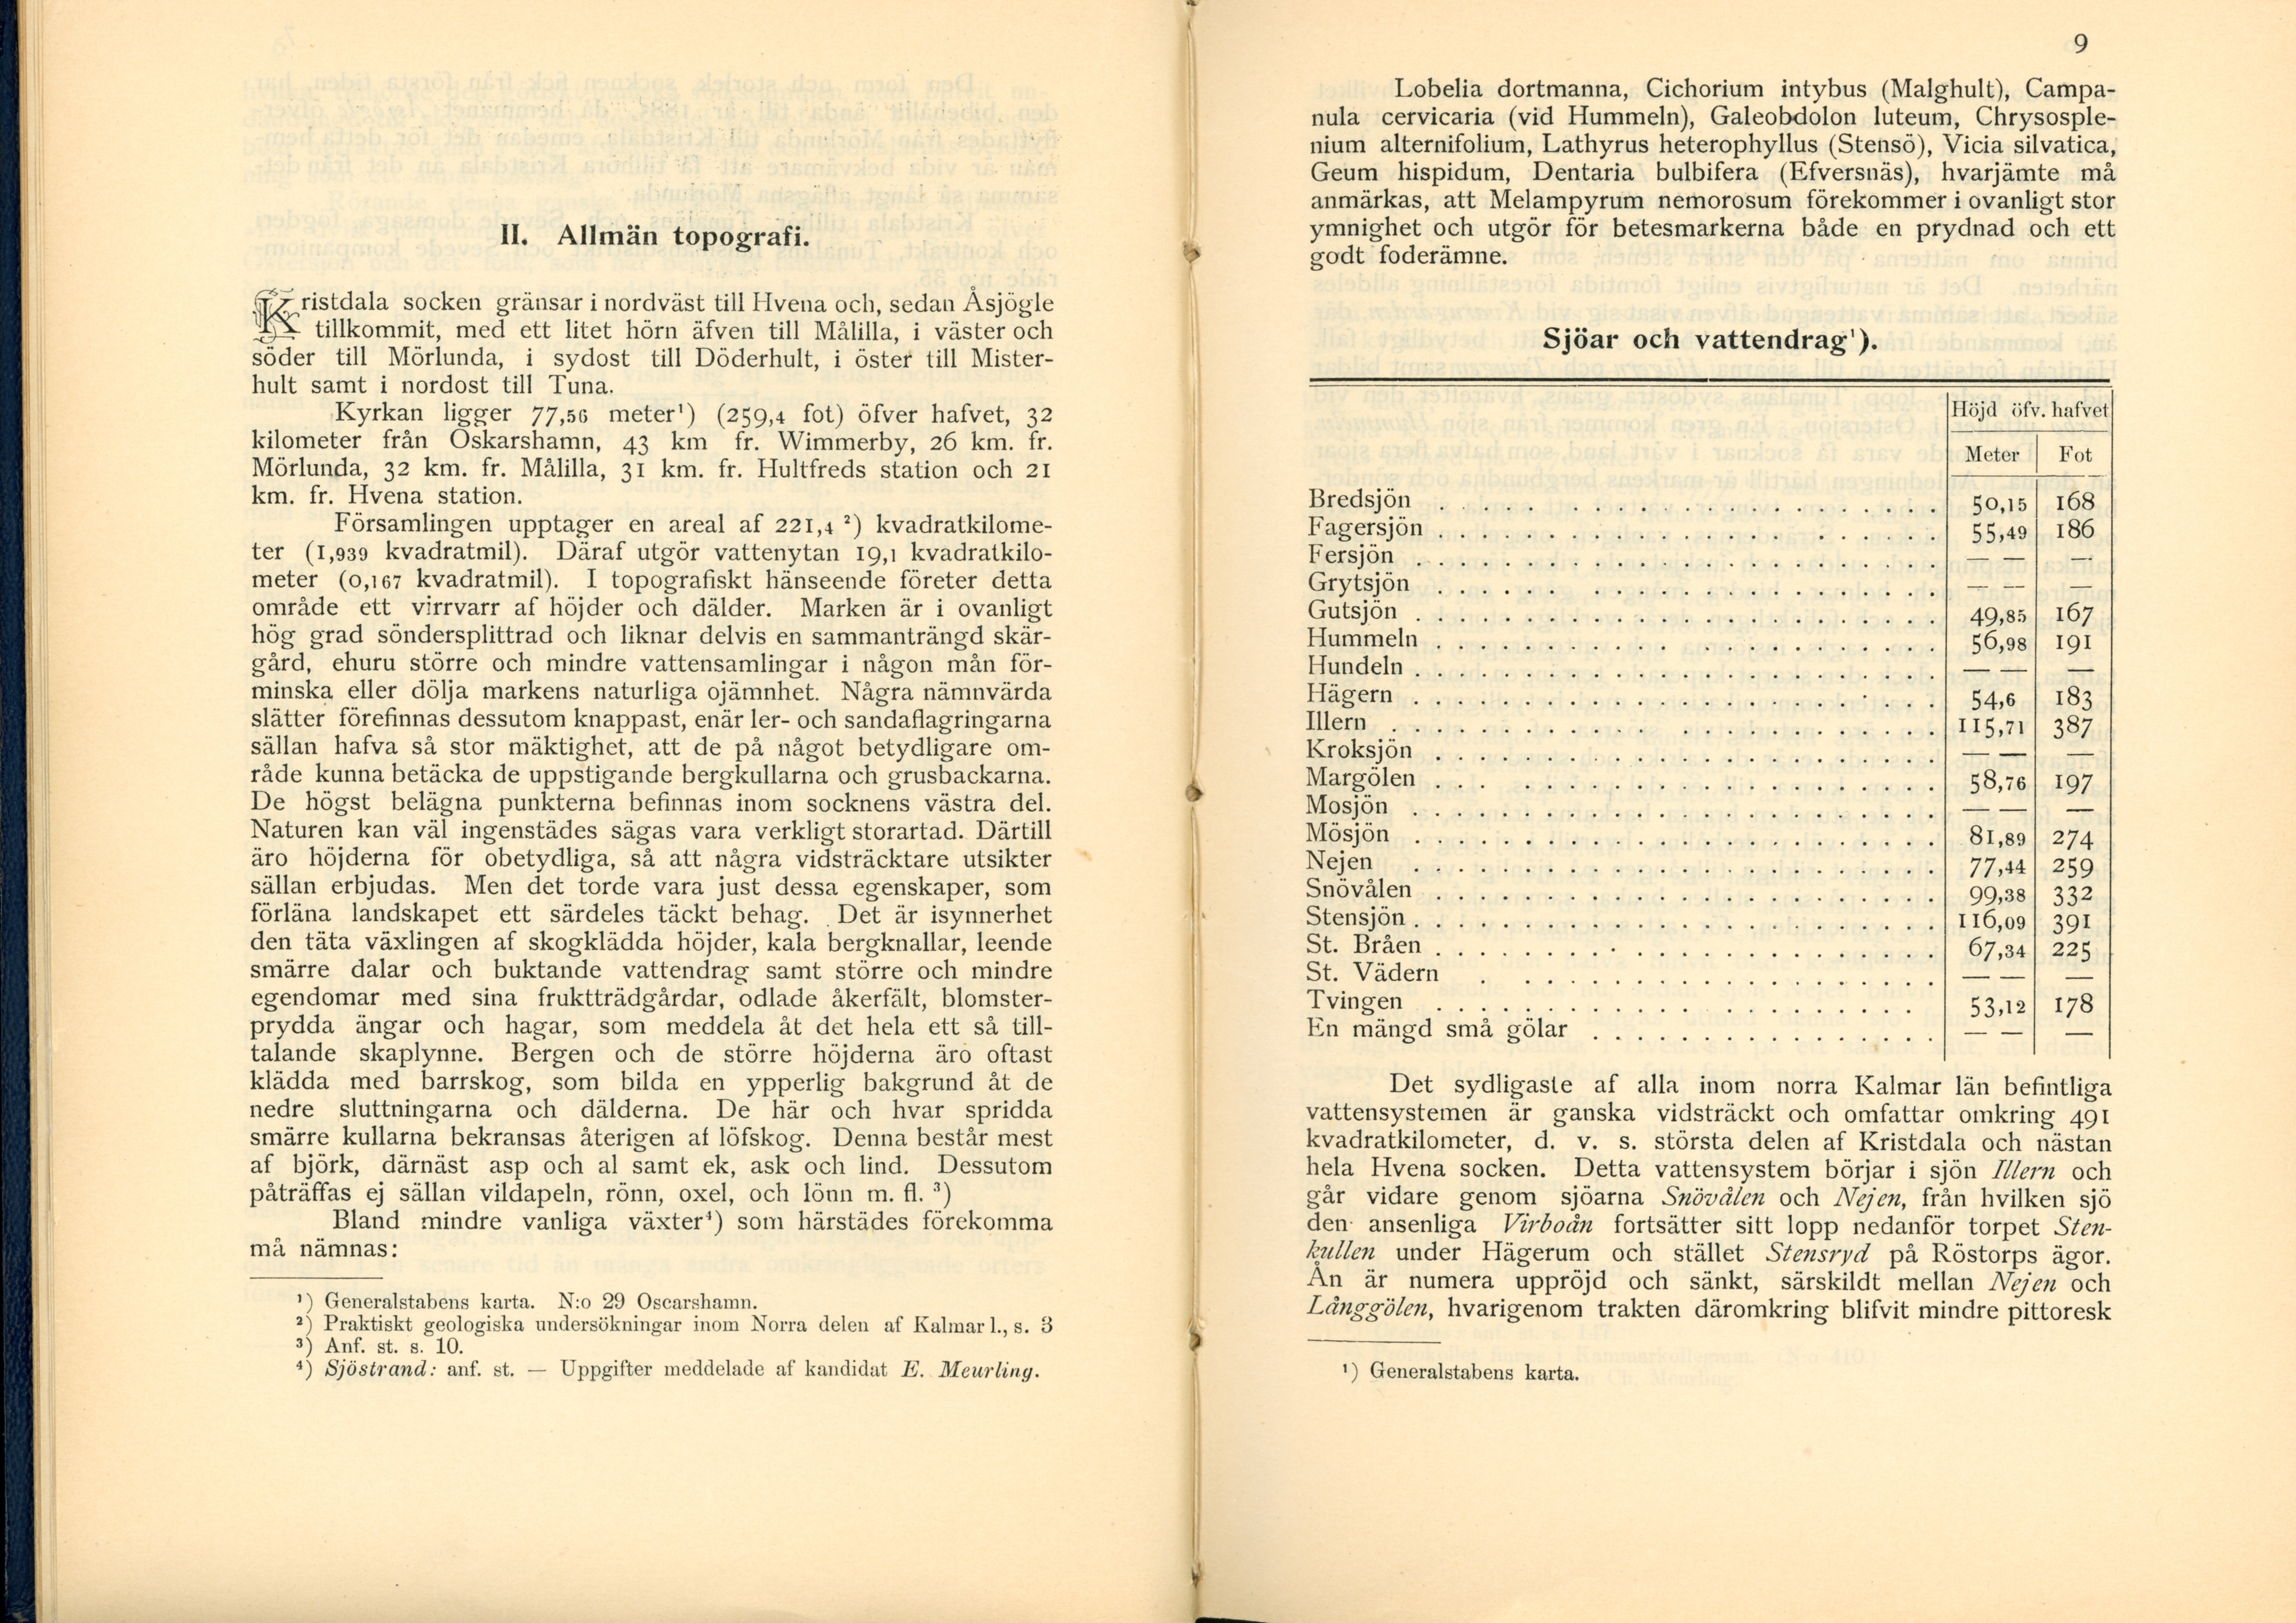 II. Allmän topografi.
Kristdala socken gränsar i nordväst till Hvena och, sedan Åsjögle
tillkommit, med ett litet hörn äfven till Målilla, i väster och
söder till Mörlunda, i sydost till Döderhult, i öster till Mister-
hult samt i nordost till Tuna.
Kyrkan ligger 77,56 meter¹) (259,4 fot) öfver hafvet, 32
kilometer från Oskarshamn, 43 km fr. Wimmerby, 26 km. fr.
Mörlunda, 32 km. fr. Målilla, 31 km. fr. Hultfreds station och 21
km. fr. Hvena station.
Församlingen upptager en areal af 221,4 ²) kvadratkilome-
ter (1,939 kvadratmil). Däraf utgör vattenytan 19,1 kvadratkilo-
meter (0,167 kvadratmil). I topografiskt hänseende företer detta
område ett virrvarr af höjder och dälder. Marken är i ovanligt
hög grad söndersplittrad och liknar delvis en sammanträngd skär-
gård, ehuru större och mindre vattensamlingar i någon mån för-
minska eller dölja markens naturliga ojämnhet. Några nämnvärda
slätter förefinnas dessutom knappast, enär ler- och sandaflagringarna
sällan hafva så stor mäktighet, att de på något betydligare om-
råde kunna betäcka de uppstigande bergkullarna och grusbackarna.
De högst belägna punkterna befinnas inom socknens västra del.
Naturen kan väl ingenstädes sägas vara verkligt storartad. Därtill
äro höjderna för obetydliga, så att några vidsträcktare utsikter
sällan erbjudas. Men det torde vara just dessa egenskaper, som
förläna landskapet ett särdeles täckt behag. Det är isynnerhet
den täta växlingen af skogklädda höjder, kala bergknallar, leende
smärre dalar och buktande vattendrag samt större och mindre
egendomar med sina fruktträdgårdar, odlade åkerfält, blomster-
prydda ängar och hagar, som meddela åt det hela ett så till-
talande skaplynne. Bergen och de större höjderna äro oftast
klädda med barrskog, som bilda en ypperlig bakgrund åt de
nedre sluttningarna och dälderna. De här och hvar spridda
smärre kullarna bekransas återigen af löfskog. Denna består mest
af björk, därnäst asp och al samt ek, ask och lind. Dessutom
påträffas ej sällan vildapeln, rönn, oxel, och lönn m. fl. ³)
Bland mindre vanliga växter⁴) som härstädes förekomma
må nämnas:
¹) Generalstabens karta. N:o 29 Oscarshamn.
²) Praktiskt geologiska undersökningar inom Norra delen af Kalmar l., s. 3
³) Anf. st. s. 10.
⁴) Sjöstrand: anf. st. — Uppgifter meddelade af kandidat E. Meurling.
9
Lobelia dortmanna, Cichorium intybus (Malghult), Campa-
nula cervicaria (vid Hummeln), Galeobdolon luteum, Chrysosple-
nium alternifolium, Lathyrus heterophyllus (Stensö), Vicia silvatica,
Geum hispidum, Dentaria bulbifera (Efversnäs), hvarjämte må
anmärkas, att Melampyrum nemorosum förekommer i ovanligt stor
ymnighet och utgör för betesmarkerna både en prydnad och ett
godt foderämne.
Sjöar och vattendrag¹).
Höjd öfv. hafvet
Meter Fot
Bredsjön . . . . . . . . . . 50,15 168
Fagersjön . . . . . . . . . . 55,49 186
Fersjön . . . . . . . . . . — — —
Grytsjön . . . . . . . . . . — — —
Gutsjön . . . . . . . . . . 49,85 167
Hummeln . . . . . . . . . . 56,98 191
Hundeln . . . . . . . . . . — — —
Hägern . . . . . . . . . . 54,6 183
Illern . . . . . . . . . . 115,71 387
Kroksjön . . . . . . . . . . — — —
Margölen . . . . . . . . . . 58,76 197
Mosjön . . . . . . . . . . — — —
Mösjön . . . . . . . . . . 81,89 274
Nejen . . . . . . . . . . 77,44 259
Snövålen . . . . . . . . . . 99,38 332
Stensjön . . . . . . . . . . 116,09 391
St. Bråen . . . . . . . . . . 67,34 225
St. Vädern . . . . . . . . . . — — —
Tvingen . . . . . . . . . . 53,12 178
En mängd små gölar . . . . . . . . . . — — —
Det sydligaste af alla inom norra Kalmar län befintliga
vattensystemen är ganska vidsträckt och omfattar omkring 491
kvadratkilometer, d. v. s. största delen af Kristdala och nästan
hela Hvena socken. Detta vattensystem börjar i sjön Illern och
går vidare genom sjöarna Snövålen och Nejen, från hvilken sjö
den ansenliga Virboån fortsätter sitt lopp nedanför torpet Sten-
kullen under Hägerum och stället Stensryd på Röstorps ägor.
Ån är numera uppröjd och sänkt, särskildt mellan Nejen och
Långgölen, hvarigenom trakten däromkring blifvit mindre pittoresk
¹) Generalstabens karta.